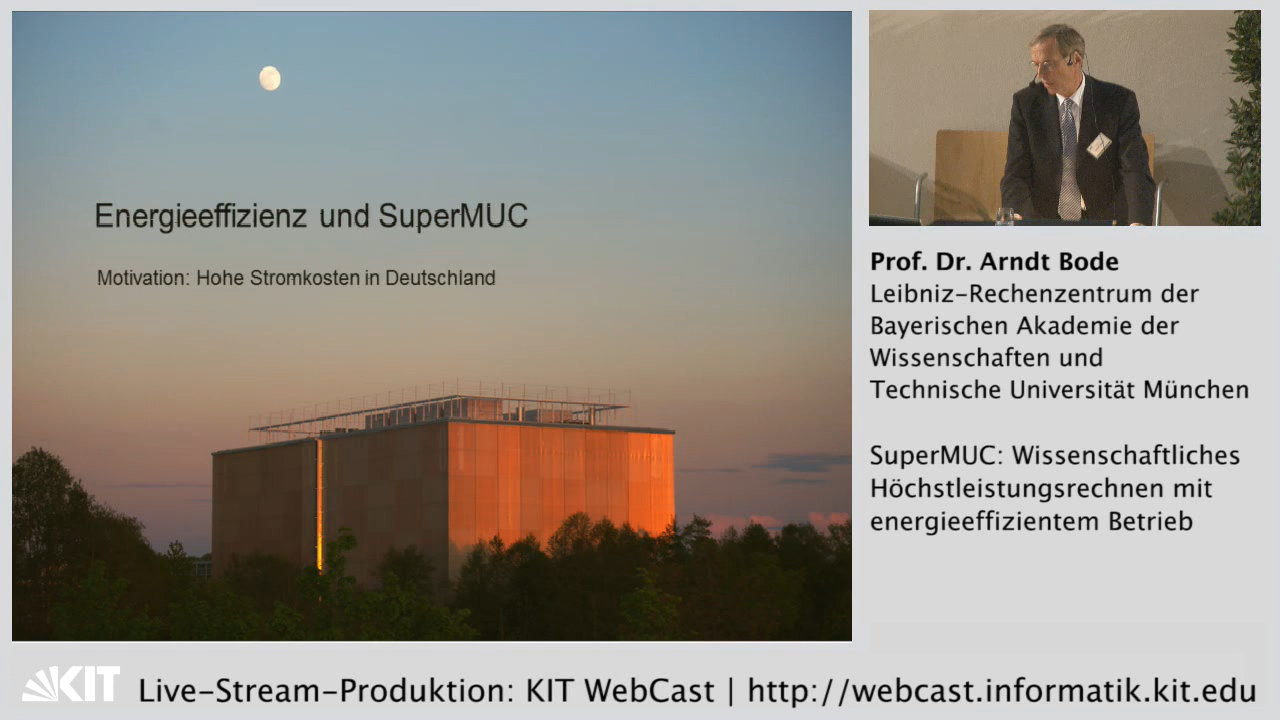 Energieeffizienz und SuperMUC
Motivation: Hohe Stromkosten in Deutschland
Prof. Dr. Arndt Bode
Leibniz-Rechenzentrum der
Bayerischen Akademie der
Wissenschaften und
Technische Universität München
SuperMUC: Wissenschaftliches
Höchstleistungsrechnen mit
energieeffizientem Betrieb
KIT
Live-Stream-Produktion: KIT WebCast | http://webcast.informatik.kit.edu